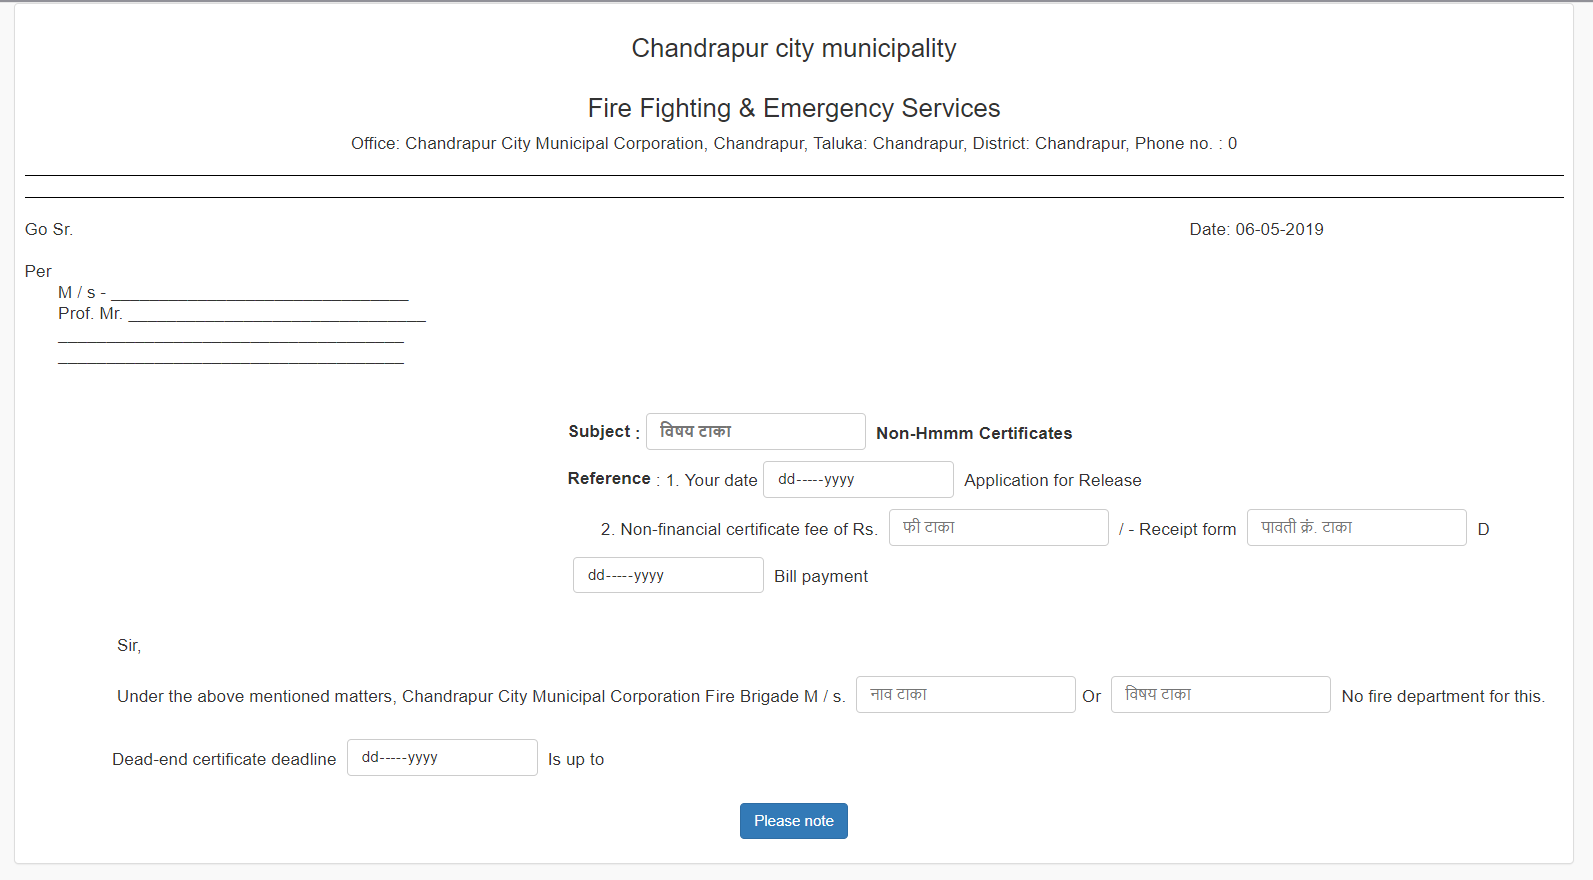 Chandrapur city municipality
Fire Fighting & Emergency Services
Office: Chandrapur City Municipal Corporation, Chandrapur, Taluka: Chandrapur, District: Chandrapur, Phone no. : 0
Go Sr. Date: 06-05-2019
Per
M / s - ________________________________
Prof. Mr. ________________________________
_____________________________________
_____________________________________
Subject : विषय टाका Non-Hmmm Certificates
Reference : 1. Your date dd-----yyyy Application for Release
2. Non-financial certificate fee of Rs. फी टाका / - Receipt form पावती क्रं. टाका D
dd-----yyyy Bill payment
Sir,
Under the above mentioned matters, Chandrapur City Municipal Corporation Fire Brigade M / s. नाव टाका Or विषय टाका No fire department for this.
Dead-end certificate deadline dd-----yyyy Is up to
Please note